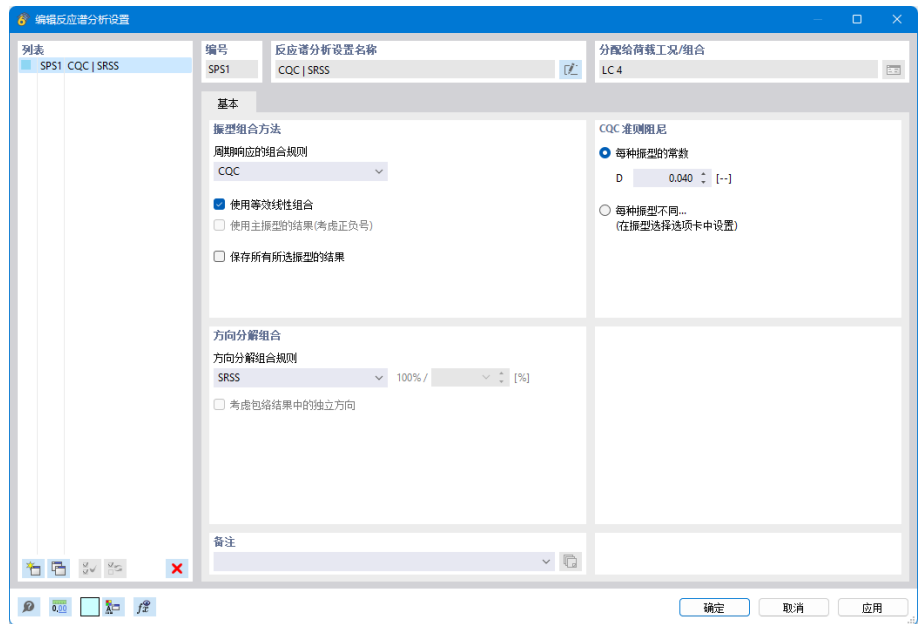 编辑反应谱分析设置
列表
SPS1 CQC | SRSS
编号
SPS1
反应谱分析设置名称
CQC | SRSS
分配给荷载工况/组合
LC 4
基本
振型组合方法
周期响应的组合规则
CQC
使用等效线性组合
使用主振型的结果(考虑正负号)
保存所有所选振型的结果
CQC 准则阻尼
每种振型的常数
D 0.040 [--]
每种振型不同...
(在振型选择选项卡中设置)
方向分解组合
方向分解组合规则
SRSS 100% / [%]
考虑包络结果中的独立方向
备注
0,00
确定
取消
应用